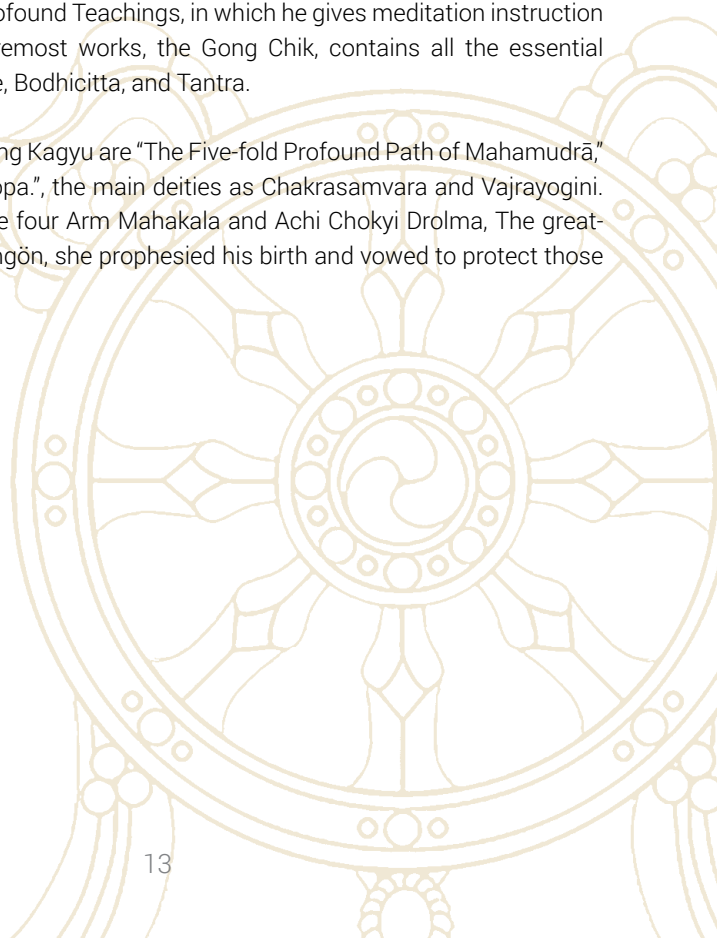 ofound Teachings, in which he gives meditation instruction
emost works, the Gong Chik, contains all the essential
e, Bodhicitta, and Tantra.
ng Kagyu are “The Five-fold Profound Path of Mahamudrā,”
opa.”, the main deities as Chakrasamvara and Vajrayogini.
e four Arm Mahakala and Achi Chokyi Drolma, The great-
ngön, she prophesied his birth and vowed to protect those
13